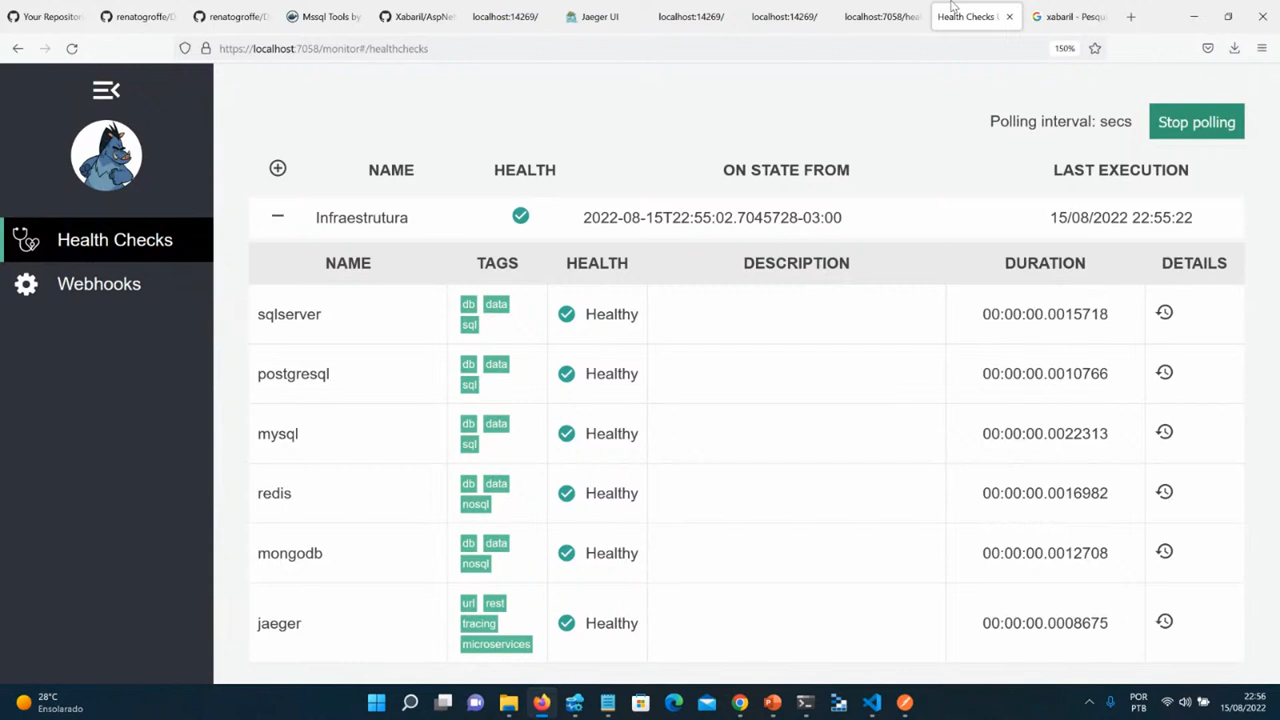 Your Repositor
renatogroffe/D
renatogroffe/D
Mssql Tools by
Xabaril/AspNet
localhost:14269/
Jaeger UI
localhost:14269/
localhost:14269/
localhost:7058/hea
Health Checks U
xabaril - Pesqui
https://localhost:7058/monitor#/healthchecks
150%
Health Checks
Webhooks
Polling interval: secs
Stop polling
NAME HEALTH ON STATE FROM LAST EXECUTION
Infraestrutura 2022-08-15T22:55:02.7045728-03:00 15/08/2022 22:55:22
NAME TAGS HEALTH DESCRIPTION DURATION DETAILS
sqlserver db data sql Healthy 00:00:00.0015718
postgresql db data sql Healthy 00:00:00.0010766
mysql db data sql Healthy 00:00:00.0022313
redis db data nosql Healthy 00:00:00.0016982
mongodb db data nosql Healthy 00:00:00.0012708
jaeger url rest tracing microservices Healthy 00:00:00.0008675
28°C
Ensolarado
POR
PTB
22:56
15/08/2022